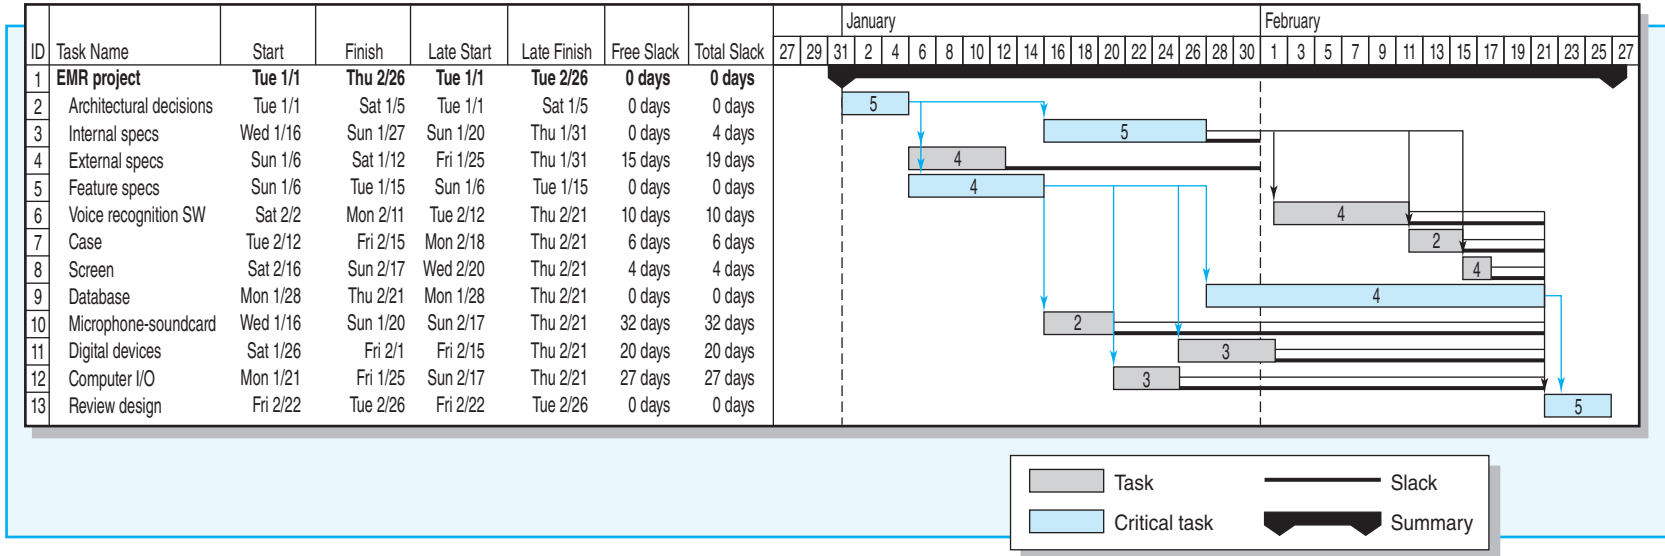 January February
ID Task Name Start Finish Late Start Late Finish Free Slack Total Slack 27 29 31 2 4 6 8 10 12 14 16 18 20 22 24 26 28 30 1 3 5 7 9 11 13 15 17 19 21 23 25 27
1 EMR project Tue 1/1 Thu 2/26 Tue 1/1 Tue 2/26 0 days 0 days
2 Architectural decisions Tue 1/1 Sat 1/5 Tue 1/1 Sat 1/5 0 days 0 days 5
3 Internal specs Wed 1/16 Sun 1/27 Sun 1/20 Thu 1/31 0 days 4 days 5
4 External specs Sun 1/6 Sat 1/12 Fri 1/25 Thu 1/31 15 days 19 days 4
5 Feature specs Sun 1/6 Tue 1/15 Sun 1/6 Tue 1/15 0 days 0 days 4
6 Voice recognition SW Sat 2/2 Mon 2/11 Tue 2/12 Thu 2/21 10 days 10 days 4
7 Case Tue 2/12 Fri 2/15 Mon 2/18 Thu 2/21 6 days 6 days 2
8 Screen Sat 2/16 Sun 2/17 Wed 2/20 Thu 2/21 4 days 4 days 4
9 Database Mon 1/28 Thu 2/21 Mon 1/28 Thu 2/21 0 days 0 days 4
10 Microphone-soundcard Wed 1/16 Sun 1/20 Sun 2/17 Thu 2/21 32 days 32 days 2
11 Digital devices Sat 1/26 Fri 2/1 Fri 2/15 Thu 2/21 20 days 20 days 3
12 Computer I/O Mon 1/21 Fri 1/25 Sun 2/17 Thu 2/21 27 days 27 days 3
13 Review design Fri 2/22 Tue 2/26 Fri 2/22 Tue 2/26 0 days 0 days 5
Task Slack
Critical task Summary